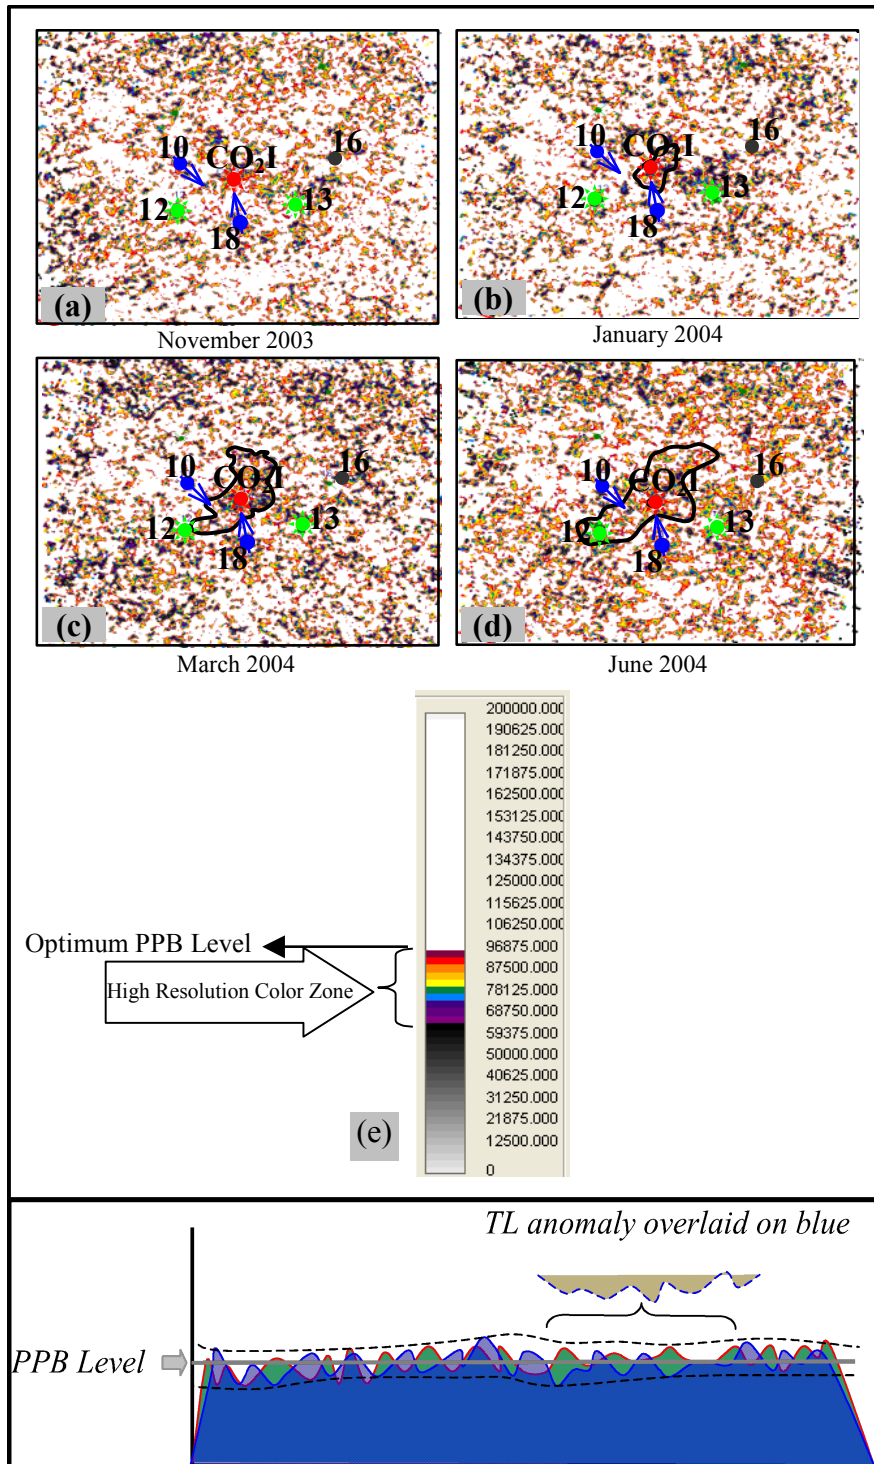 10
CO2I
16
12
13
18
(a)
November 2003
10
CO2I
16
12
13
18
(b)
January 2004
10
CO2I
16
12
13
18
(c)
March 2004
10
CO2I
16
12
13
18
(d)
June 2004
200000.000
190625.000
181250.000
171875.000
162500.000
153125.000
143750.000
134375.000
125000.000
115625.000
106250.000
96875.000
87500.000
78125.000
68750.000
59375.000
50000.000
40625.000
31250.000
21875.000
12500.000
0
Optimum PPB Level
High Resolution Color Zone
(e)
TL anomaly overlaid on blue
PPB Level